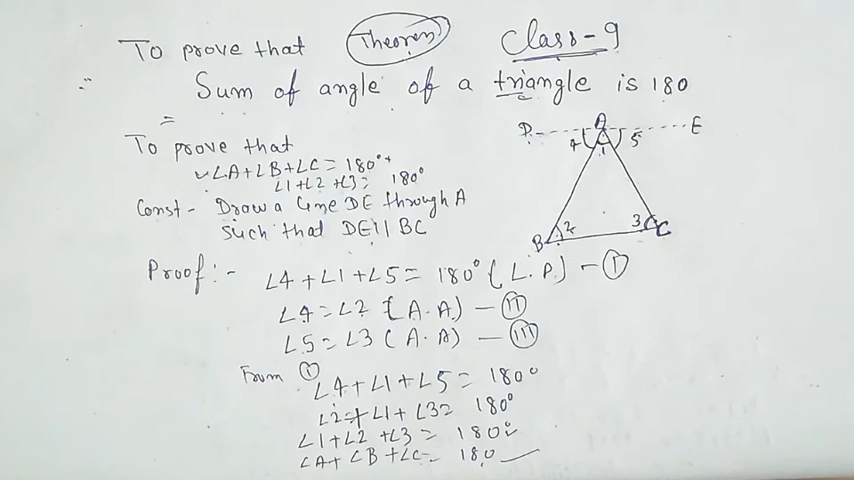 To prove that Theorem Class-9
∴ Sum of angle of a triangle is 180
=
To prove that
∠A+∠B+∠C=180°
∠1+∠2+∠3= 180°
Const- Draw a line DE through A
such that DE||BC
D A E
4 1 5
B 2 3 C
Proof:- ∠4+∠1+∠5= 180° (L.P.) - I
∠4=∠2 (A.A) - II
∠5=∠3 (A.A) - III
From I
∠4+∠1+∠5= 180°
∠2+∠1+∠3= 180°
∠1+∠2+∠3= 180°
∠A+∠B+∠C= 180